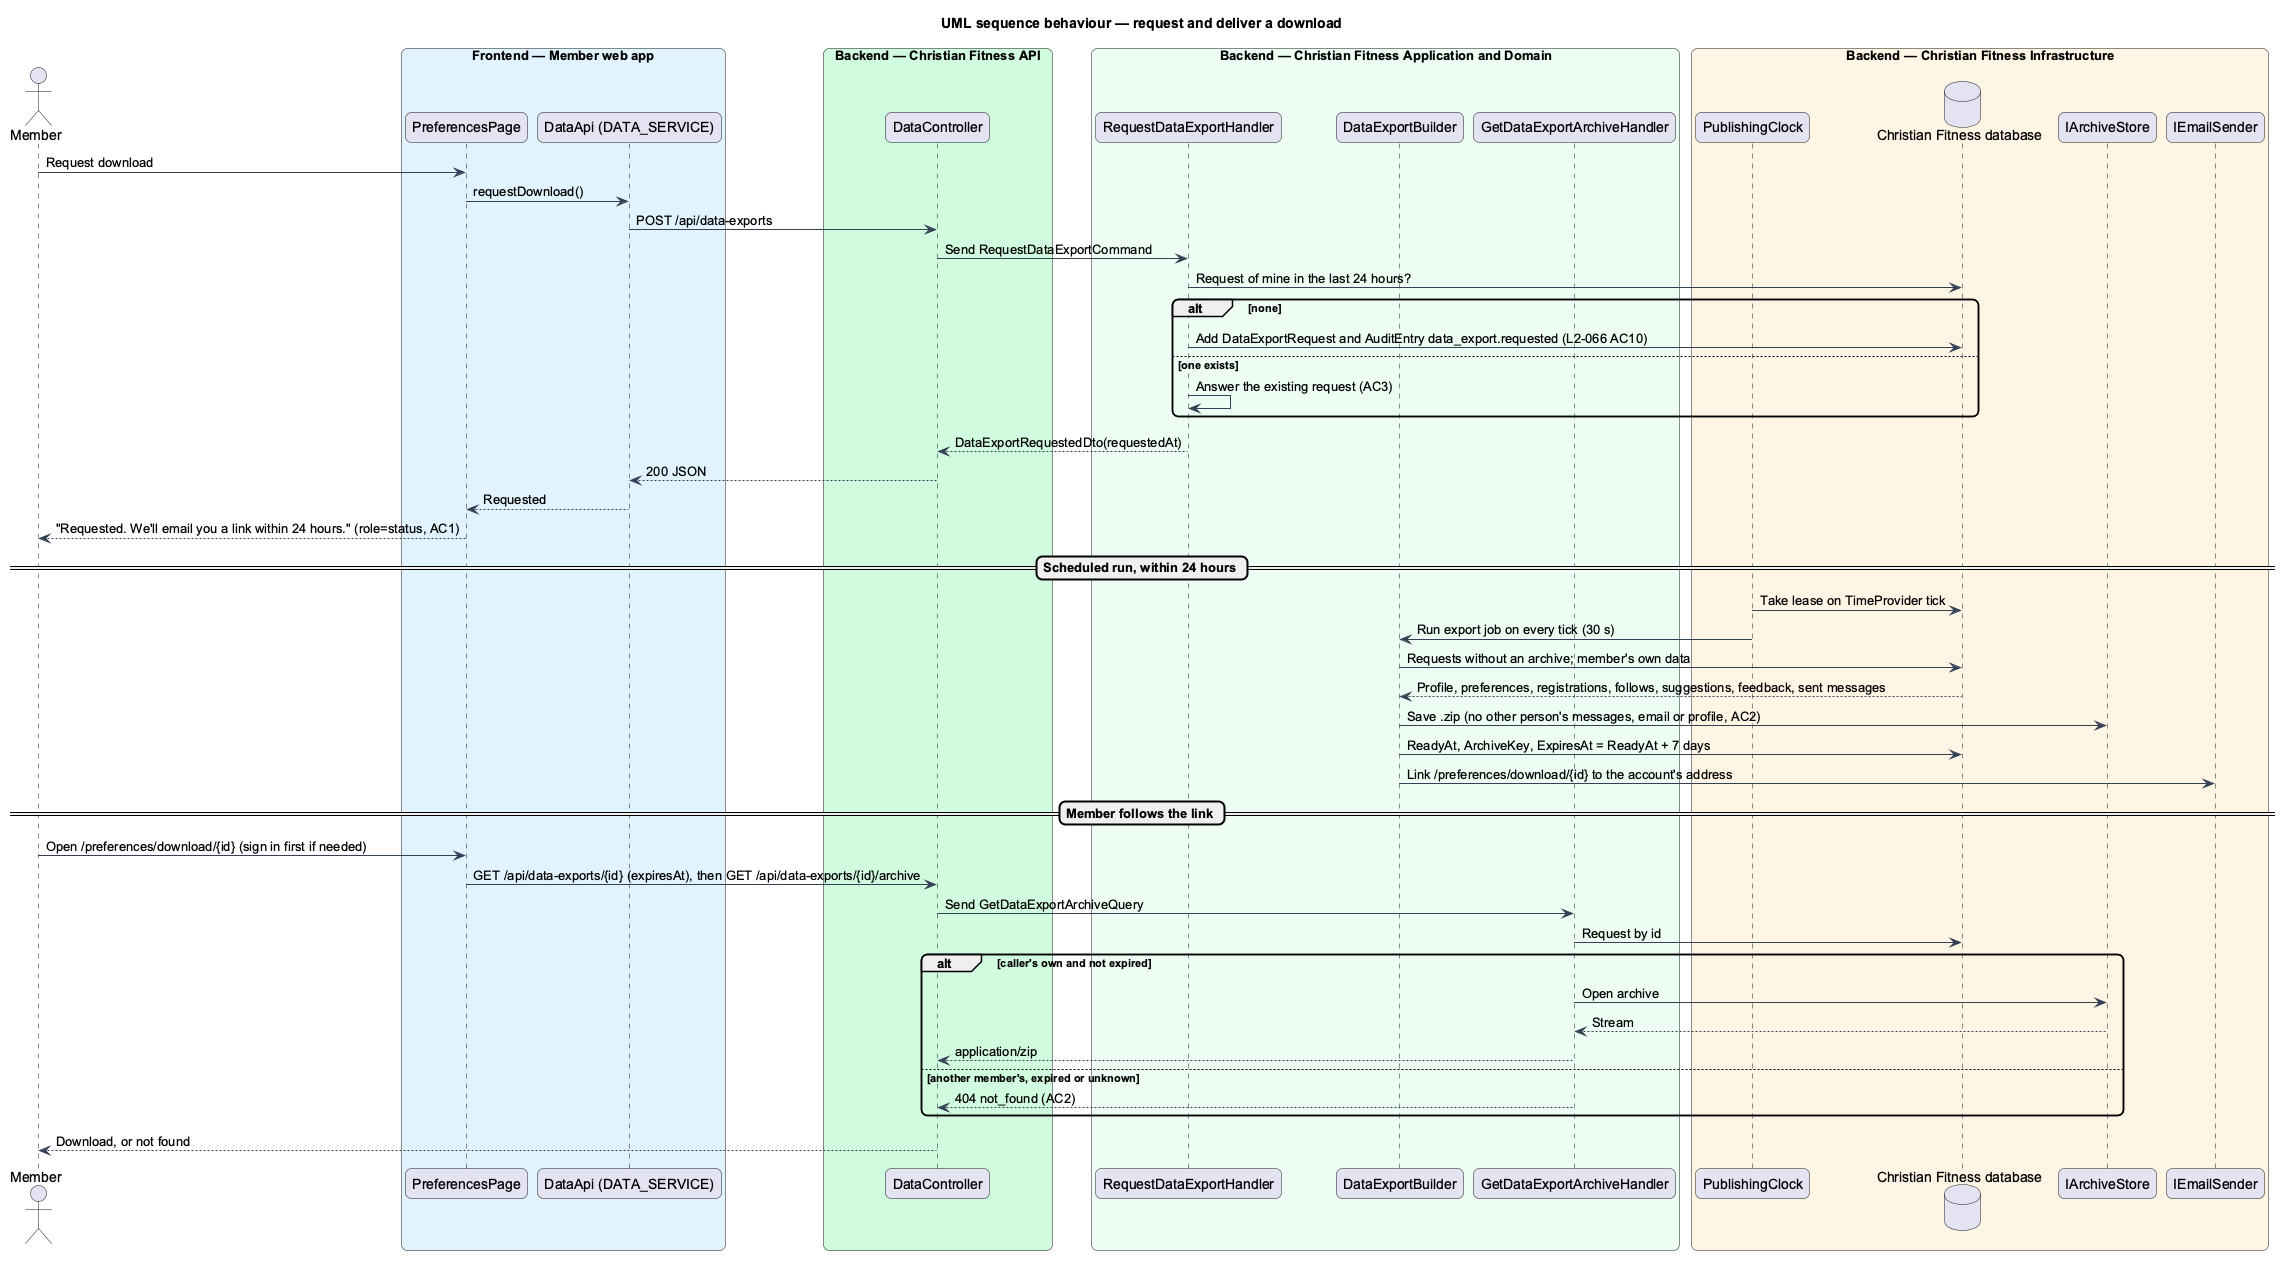 UML sequence behaviour — request and deliver a download
Frontend — Member web app
Backend — Christian Fitness API
Backend — Christian Fitness Application and Domain
Backend — Christian Fitness Infrastructure
Member
PreferencesPage
DataApi (DATA_SERVICE)
DataController
RequestDataExportHandler
DataExportBuilder
GetDataExportArchiveHandler
PublishingClock
Christian Fitness database
IArchiveStore
IEmailSender
Request download
requestDownload()
POST /api/data-exports
Send RequestDataExportCommand
Request of mine in the last 24 hours?
alt [none]
Add DataExportRequest and AuditEntry data_export.requested (L2-066 AC10)
[one exists]
Answer the existing request (AC3)
DataExportRequestedDto(requestedAt)
200 JSON
Requested
"Requested. We'll email you a link within 24 hours." (role=status, AC1)
Scheduled run, within 24 hours
Take lease on TimeProvider tick
Run export job on every tick (30 s)
Requests without an archive; member's own data
Profile, preferences, registrations, follows, suggestions, feedback, sent messages
Save .zip (no other person's messages, email or profile, AC2)
ReadyAt, ArchiveKey, ExpiresAt = ReadyAt + 7 days
Link /preferences/download/{id} to the account's address
Member follows the link
Open /preferences/download/{id} (sign in first if needed)
GET /api/data-exports/{id} (expiresAt), then GET /api/data-exports/{id}/archive
Send GetDataExportArchiveQuery
Request by id
alt [caller's own and not expired]
Open archive
Stream
application/zip
[another member's, expired or unknown]
404 not_found (AC2)
Download, or not found
Member
PreferencesPage
DataApi (DATA_SERVICE)
DataController
RequestDataExportHandler
DataExportBuilder
GetDataExportArchiveHandler
PublishingClock
Christian Fitness database
IArchiveStore
IEmailSender